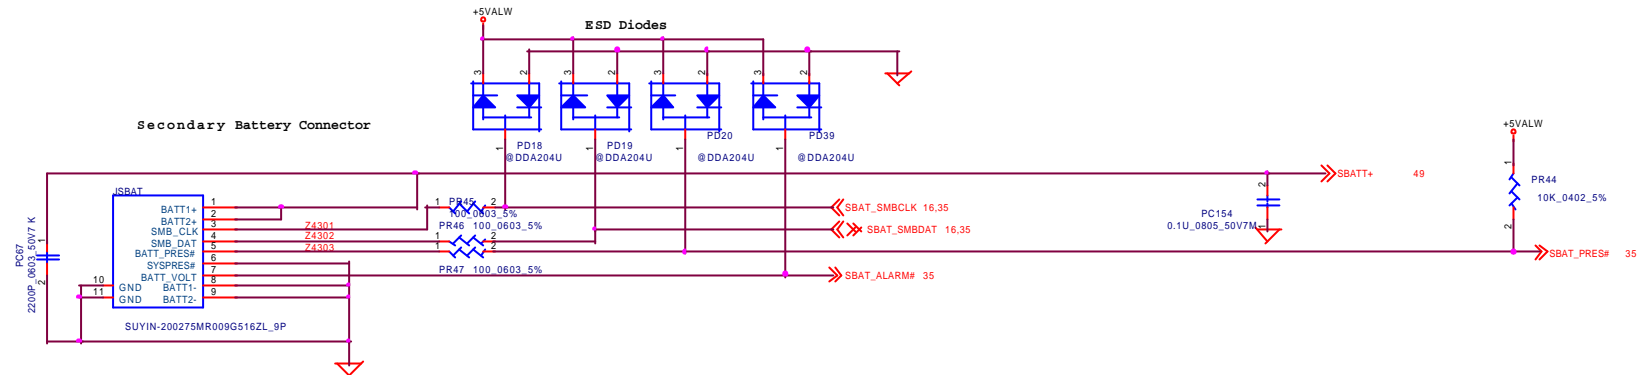 +5VALW
ESD Diodes
3 2 3 2 3 2 3 2
Secondary Battery Connector
+5VALW
PD18 PD19 PD20 PD39
1 1 1 1
@DDA204U @DDA204U @DDA204U @DDA204U
1
SBATT+ 49
PR44
10K_0402_5%
2
JSBAT
BATT1+ 1
BATT2+ 2
SMB_CLK 3
SMB_DAT 4
BATT_PRES# 5
SYSPRES# 6
BATT_VOLT 7
BATT1- 8
BATT2- 9
10 GND
11 GND
PC67
2200P_0603_50V7K
1
2
Z4301
Z4302
Z4303
1 PR45 2
100_0603_5%
PR46 100_0603_5%
1 2
1 2
PR47 100_0603_5%
SBAT_SMBCLK 16,35
SBAT_SMBDAT 16,35
SBAT_ALARM# 35
2
PC154
0.1U_0805_50V7M
1
SBAT_PRES# 35
SUYIN-200275MR009G516ZL_9P